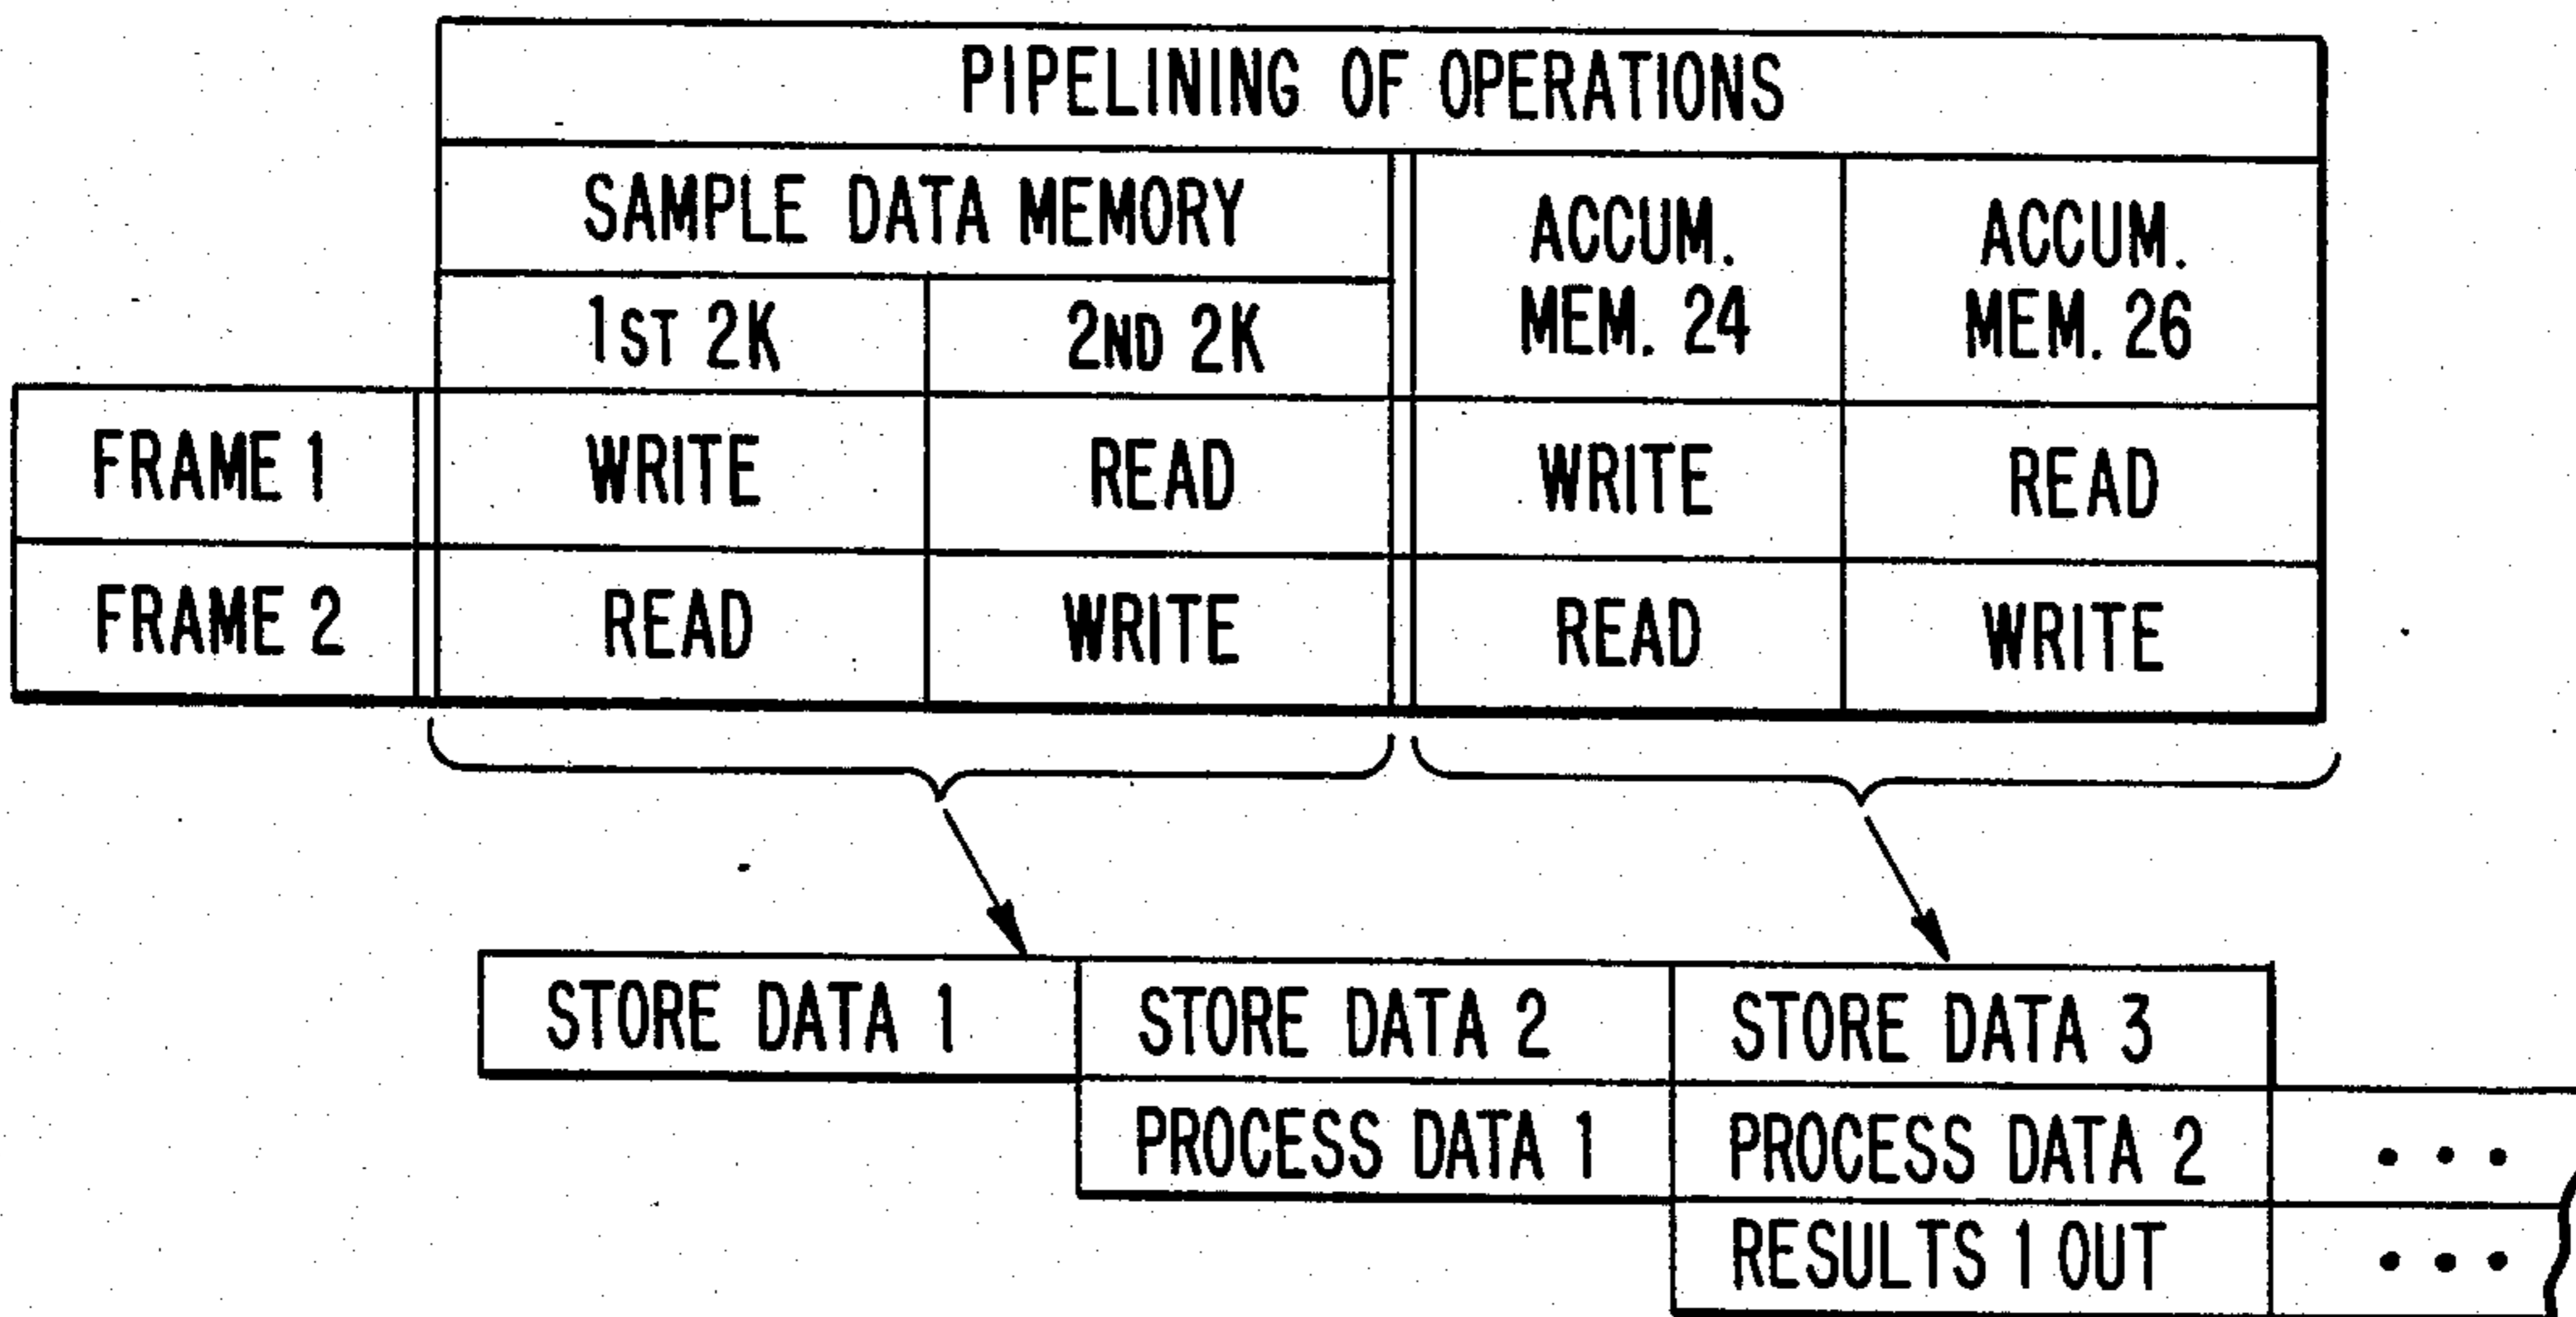 PIPELINING OF OPERATIONS
SAMPLE DATA MEMORY
ACCUM.
MEM. 24
ACCUM.
MEM. 26
1ST 2K
2ND 2K
FRAME 1 WRITE READ WRITE READ
FRAME 2 READ WRITE READ WRITE
STORE DATA 1 STORE DATA 2 STORE DATA 3
PROCESS DATA 1 PROCESS DATA 2 • • •
RESULTS 1 OUT • • •